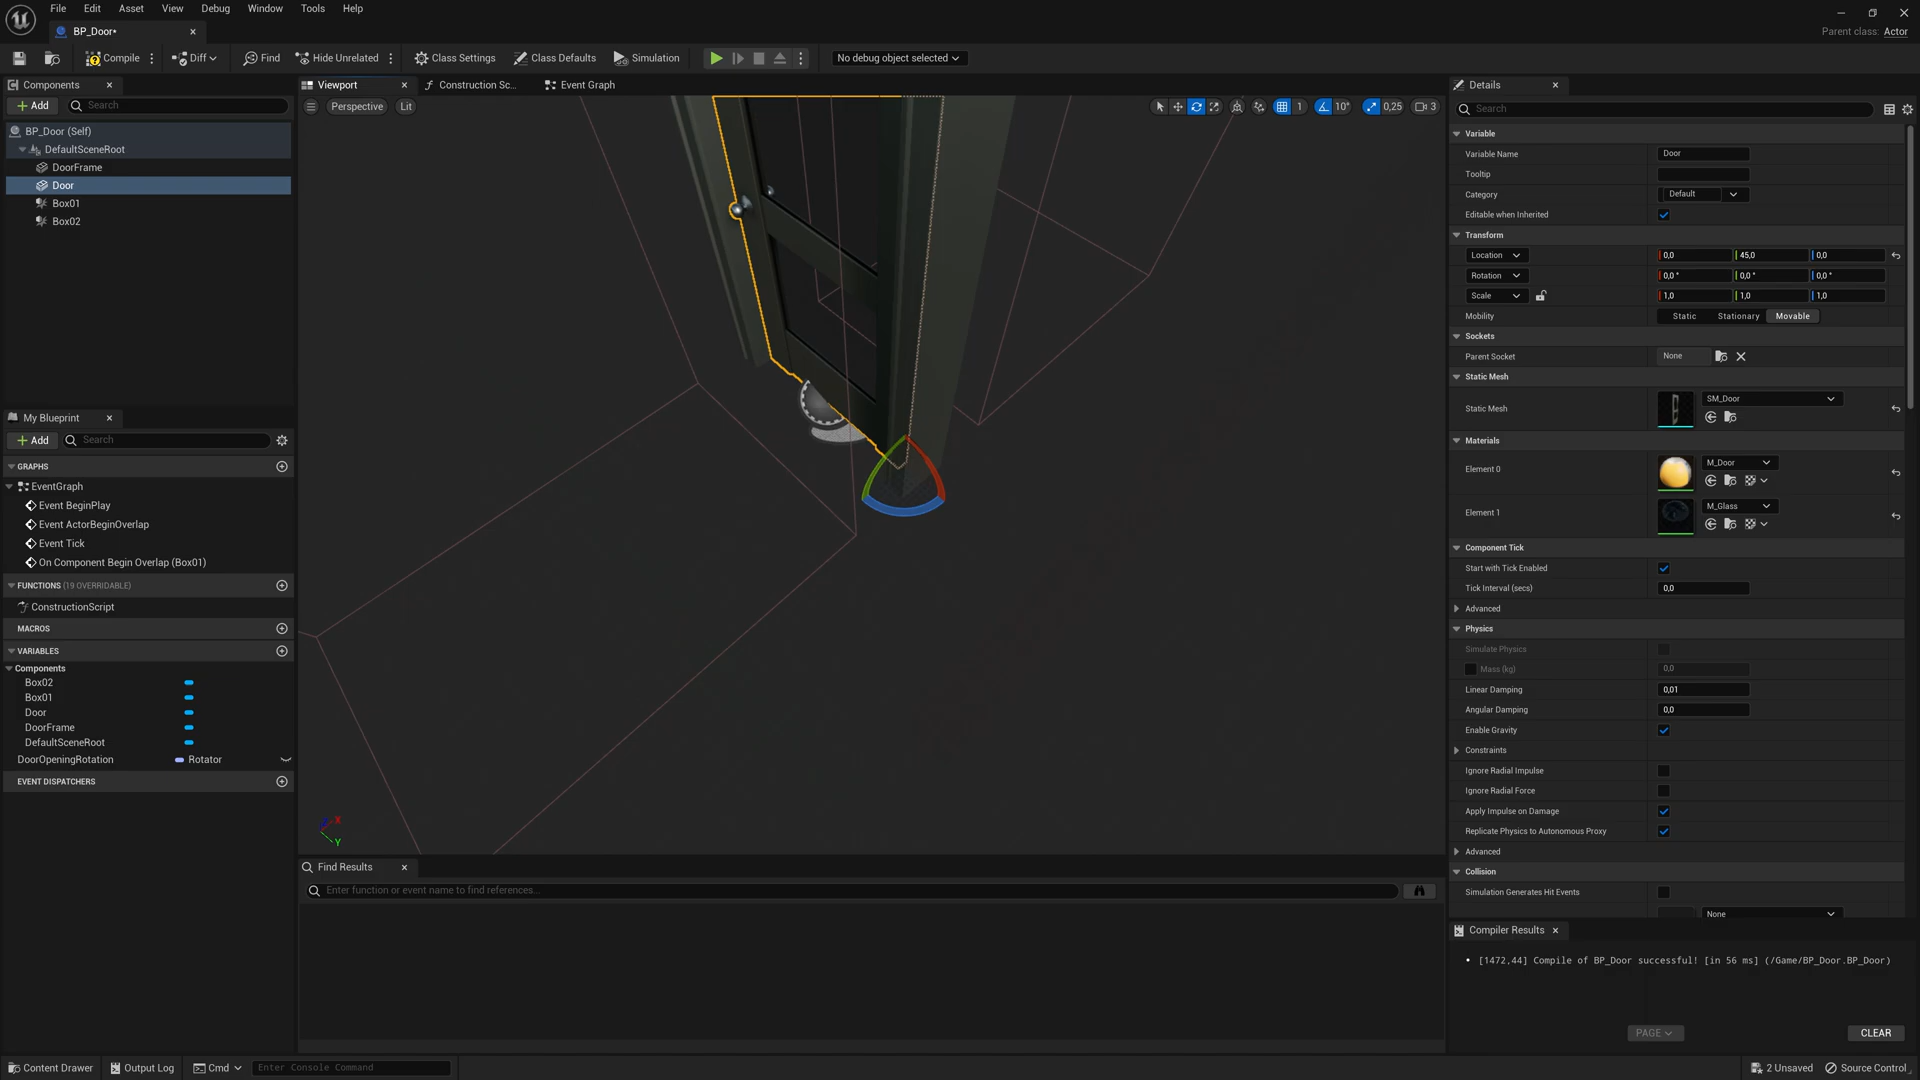 File Edit Asset View Debug Window Tools Help
BP_Door*
Parent class: Actor
Compile
Diff
Find
Hide Unrelated
Class Settings
Class Defaults
Simulation
No debug object selected
Components
Add
Search
BP_Door (Self)
DefaultSceneRoot
DoorFrame
Door
Box01
Box02
My Blueprint
Add
Search
GRAPHS
EventGraph
Event BeginPlay
Event ActorBeginOverlap
Event Tick
On Component Begin Overlap (Box01)
FUNCTIONS (19 OVERRIDABLE)
ConstructionScript
MACROS
VARIABLES
Components
Box02
Box01
Door
DoorFrame
DefaultSceneRoot
DoorOpeningRotation Rotator
EVENT DISPATCHERS
Viewport
Construction Sc...
Event Graph
Perspective
Lit
1
10°
0,25
3
Z X
Y
Find Results
Enter function or event name to find references...
Details
Search
Variable
Variable Name Door
Tooltip
Category Default
Editable when Inherited
Transform
Location 0,0 45,0 0,0
Rotation 0,0 ° 0,0 ° 0,0 °
Scale 1,0 1,0 1,0
Mobility Static Stationary Movable
Sockets
Parent Socket None
Static Mesh
Static Mesh SM_Door
Materials
Element 0 M_Door
Element 1 M_Glass
Component Tick
Start with Tick Enabled
Tick Interval (secs) 0,0
Advanced
Physics
Simulate Physics
Mass (kg) 0,0
Linear Damping 0,01
Angular Damping 0,0
Enable Gravity
Constraints
Ignore Radial Impulse
Ignore Radial Force
Apply Impulse on Damage
Replicate Physics to Autonomous Proxy
Advanced
Collision
Simulation Generates Hit Events
None
Compiler Results
• [1472,44] Compile of BP_Door successful! [in 56 ms] (/Game/BP_Door.BP_Door)
PAGE
CLEAR
Content Drawer
Output Log
Cmd
Enter Console Command
2 Unsaved
Source Control